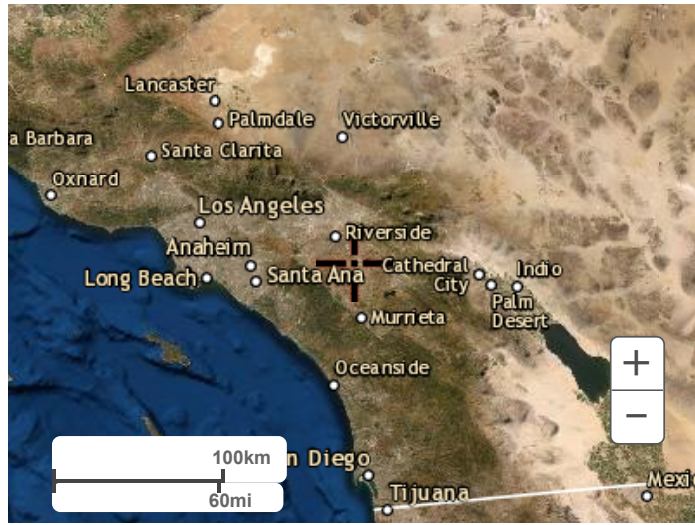 Lancaster
Palmdale
Victorville
a Barbara
Santa Clarita
Oxnard
Los Angeles
Riverside
Anaheim
Cathedral
City
Indio
Long Beach
Santa Ana
Palm
Desert
Murrieta
Oceanside
+
−
100km
n Diego
60mi
Tijuana
Mexi